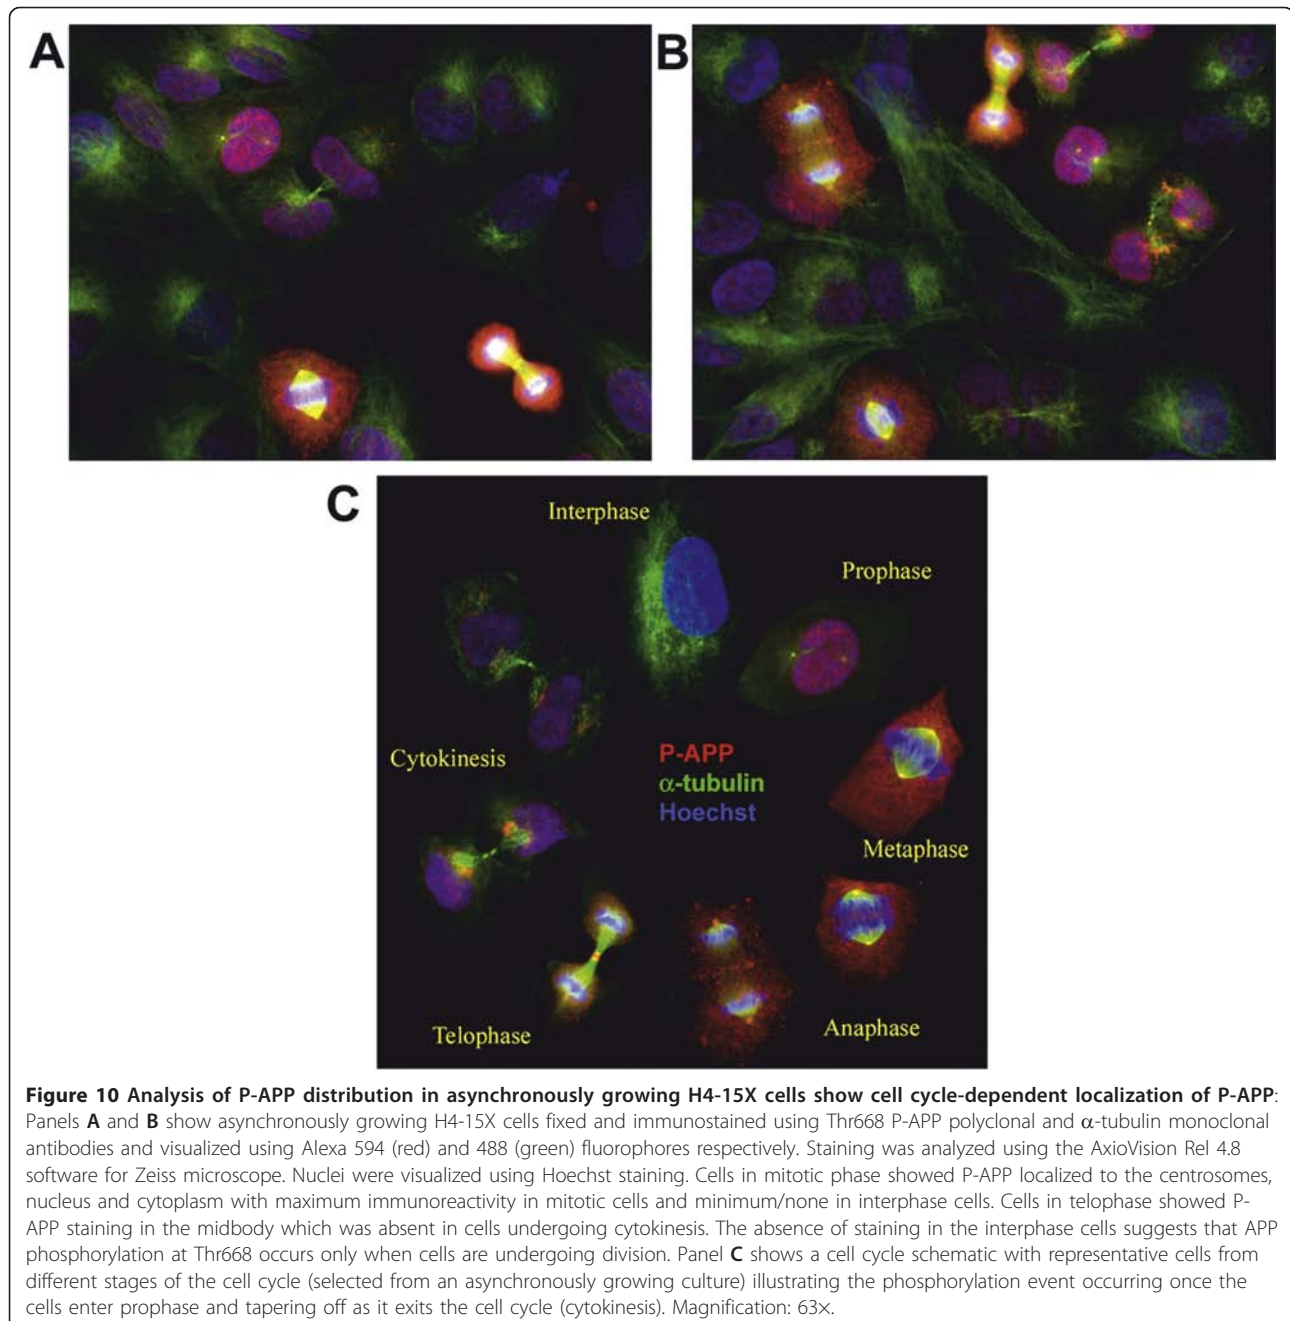 A
B
C
Interphase
Prophase
Cytokinesis
P-APP
α-tubulin
Hoechst
Metaphase
Telophase
Anaphase
Figure 10 Analysis of P-APP distribution in asynchronously growing H4-15X cells show cell cycle-dependent localization of P-APP:
Panels A and B show asynchronously growing H4-15X cells fixed and immunostained using Thr668 P-APP polyclonal and α-tubulin monoclonal
antibodies and visualized using Alexa 594 (red) and 488 (green) fluorophores respectively. Staining was analyzed using the AxioVision Rel 4.8
software for Zeiss microscope. Nuclei were visualized using Hoechst staining. Cells in mitotic phase showed P-APP localized to the centrosomes,
nucleus and cytoplasm with maximum immunoreactivity in mitotic cells and minimum/none in interphase cells. Cells in telophase showed P-
APP staining in the midbody which was absent in cells undergoing cytokinesis. The absence of staining in the interphase cells suggests that APP
phosphorylation at Thr668 occurs only when cells are undergoing division. Panel C shows a cell cycle schematic with representative cells from
different stages of the cell cycle (selected from an asynchronously growing culture) illustrating the phosphorylation event occurring once the
cells enter prophase and tapering off as it exits the cell cycle (cytokinesis). Magnification: 63×.